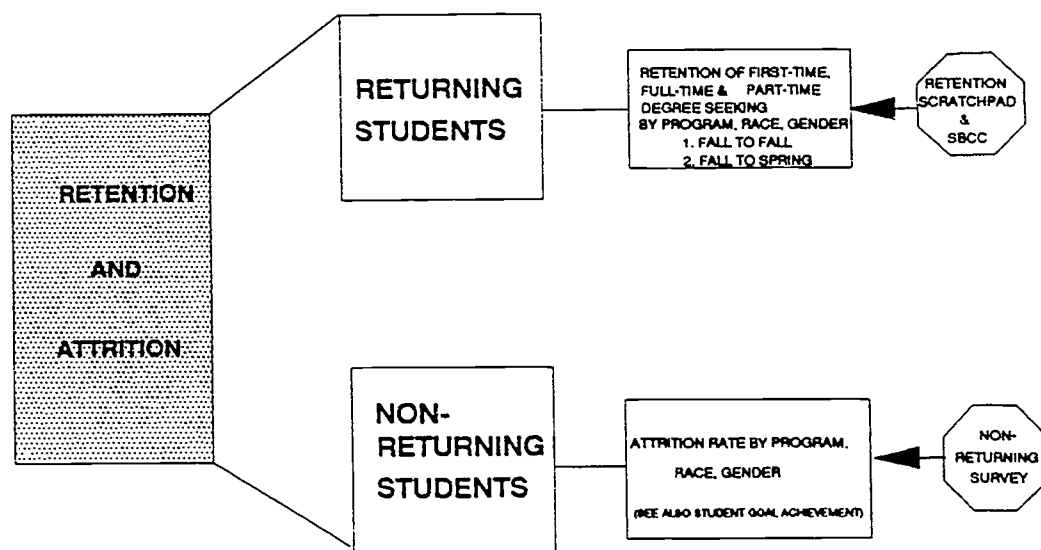 RETENTION
AND
ATTRITION
RETURNING
STUDENTS
RETENTION OF FIRST-TIME,
FULL-TIME & PART-TIME
DEGREE SEEKING
BY PROGRAM, RACE, GENDER
1. FALL TO FALL
2. FALL TO SPRING
RETENTION
SCRATCHPAD
&
SBCC
NON-
RETURNING
STUDENTS
ATTRITION RATE BY PROGRAM,
RACE, GENDER
(SEE ALSO STUDENT GOAL ACHIEVEMENT)
NON-
RETURNING
SURVEY